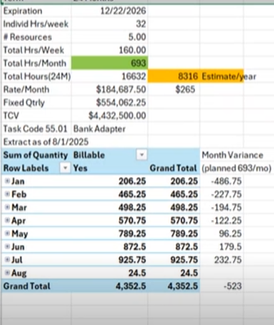 Expiration 12/22/2026
Individ Hrs/week 32
# Resources 5.00
Total Hrs/Week 160.00
Total Hrs/Month 693
Total Hours(24M) 16632 8316 Estimate/year
Rate/Month $184,687.50 $265
Fixed Qtrly $554,062.25
TCV $4,432,500.00
Task Code 55.01 Bank Adapter
Extract as of 8/1/2025
Sum of Quantity Billable Month Variance
Row Labels Yes Grand Total (planned 693/mo)
Jan 206.25 206.25 -486.75
Feb 465.25 465.25 -227.75
Mar 498.25 498.25 -194.75
Apr 570.75 570.75 -122.25
May 789.25 789.25 96.25
Jun 872.5 872.5 179.5
Jul 925.75 925.75 232.75
Aug 24.5 24.5
Grand Total 4,352.5 4,352.5 -523